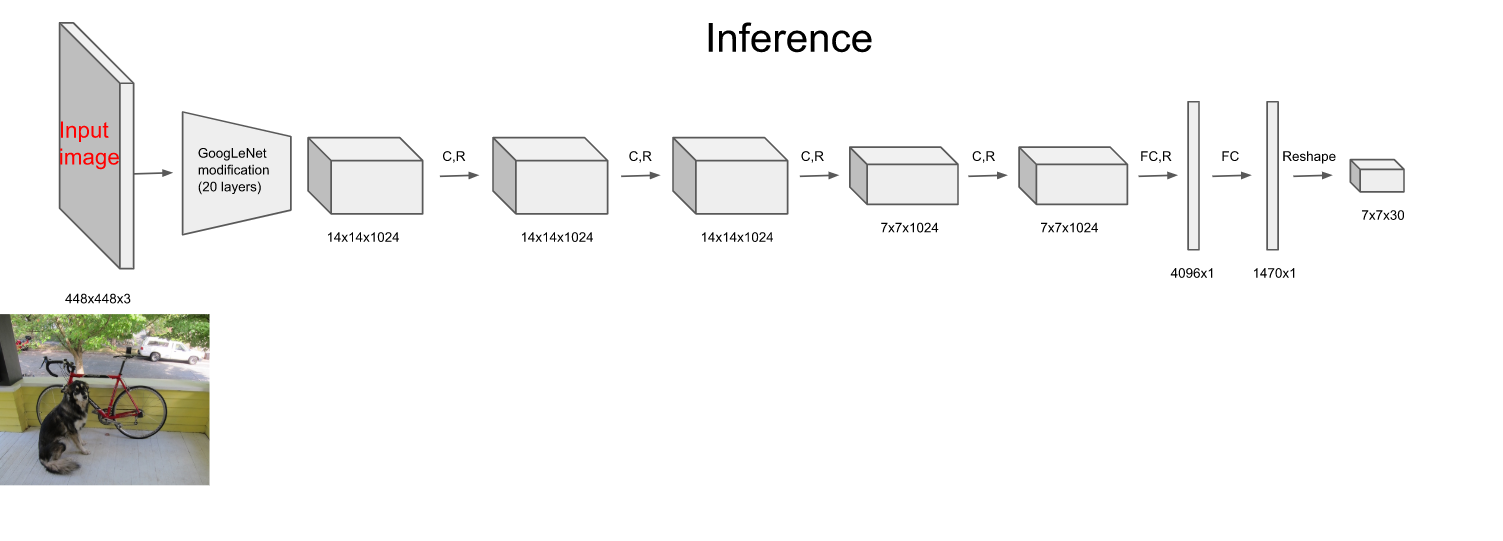 Inference
Input
image
GoogLeNet
modification
(20 layers)
C,R
C,R
C,R
C,R
FC,R
FC
Reshape
14x14x1024
14x14x1024
14x14x1024
7x7x1024
7x7x1024
4096x1
1470x1
7x7x30
448x448x3